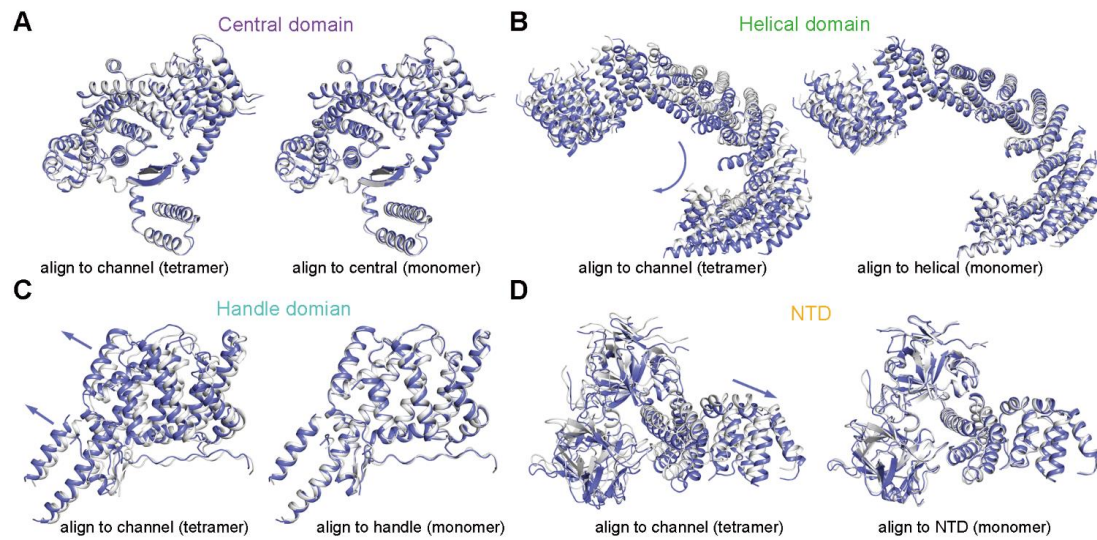 A
Central domain
align to channel (tetramer)
align to central (monomer)
B
Helical domain
align to channel (tetramer)
align to helical (monomer)
C
Handle domian
align to channel (tetramer)
align to handle (monomer)
D
NTD
align to channel (tetramer)
align to NTD (monomer)